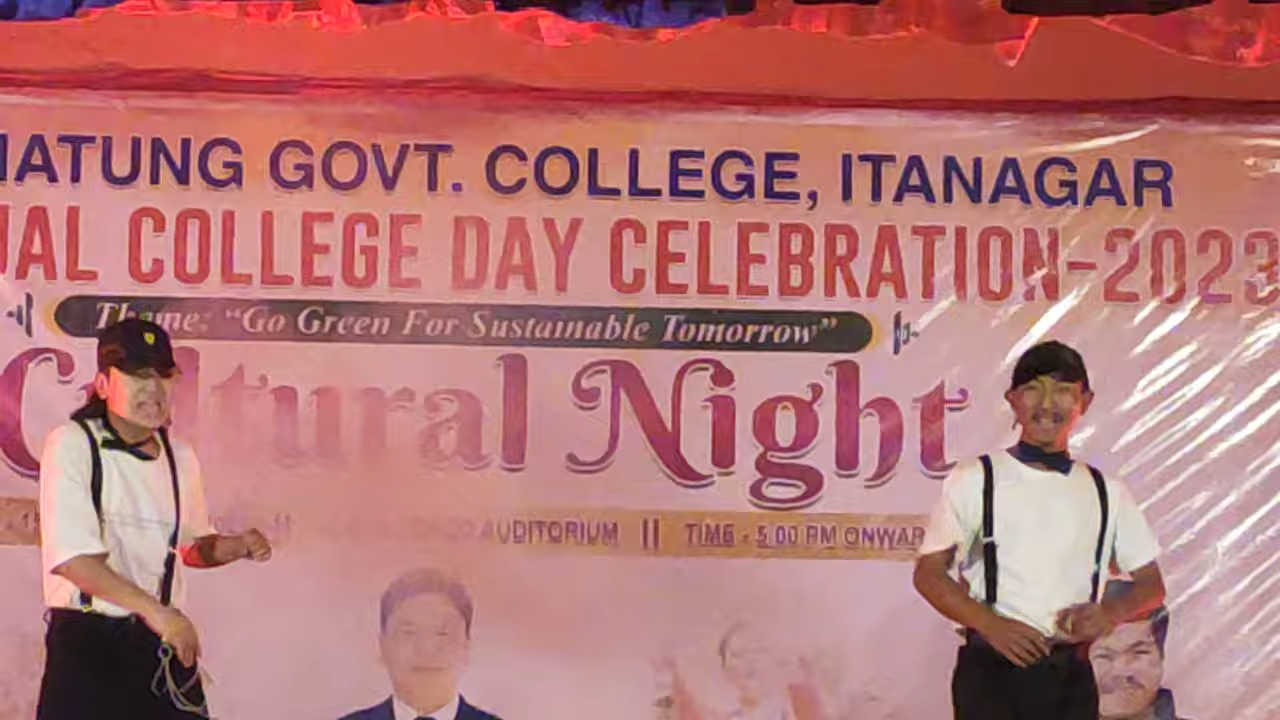 NATUNG GOVT. COLLEGE, ITANAGAR
UAL COLLEGE DAY CELEBRATION-2023
Theme: "Go Green For Sustainable Tomorrow"
Cultural Night
AUDITORIUM || TIME - 5.00 PM ONWAR